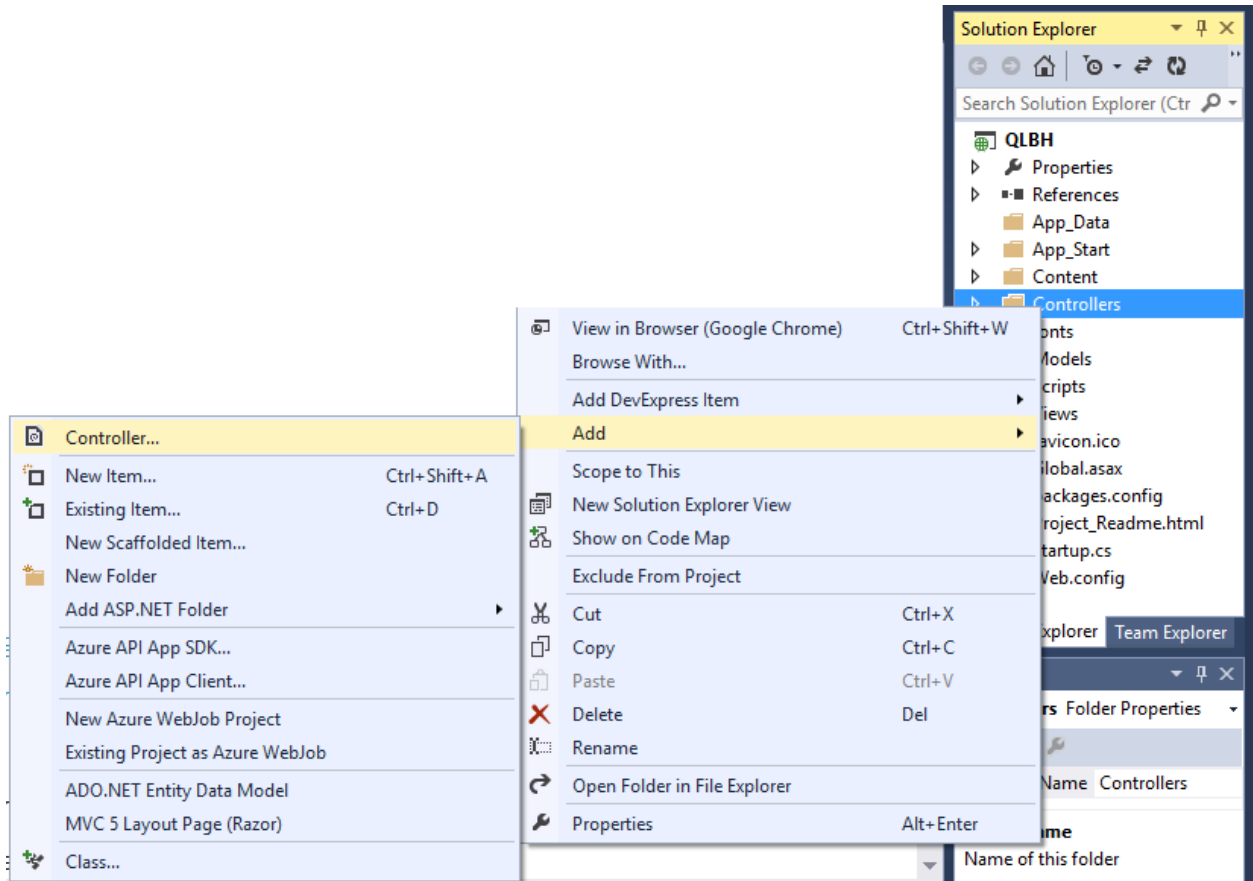 Solution Explorer
Search Solution Explorer (Ctr
QLBH
Properties
References
App_Data
App_Start
Content
Controllers
onts
Models
cripts
iews
avicon.ico
lobal.asax
ackages.config
roject_Readme.html
tartup.cs
Web.config
xplorer Team Explorer
rs Folder Properties
Name Controllers
me
Name of this folder
View in Browser (Google Chrome) Ctrl+Shift+W
Browse With...
Add DevExpress Item
Add
Scope to This
New Solution Explorer View
Show on Code Map
Exclude From Project
Cut Ctrl+X
Copy Ctrl+C
Paste Ctrl+V
Delete Del
Rename
Open Folder in File Explorer
Properties Alt+Enter
Controller...
New Item... Ctrl+Shift+A
Existing Item... Ctrl+D
New Scaffolded Item...
New Folder
Add ASP.NET Folder
Azure API App SDK...
Azure API App Client...
New Azure WebJob Project
Existing Project as Azure WebJob
ADO.NET Entity Data Model
MVC 5 Layout Page (Razor)
Class...